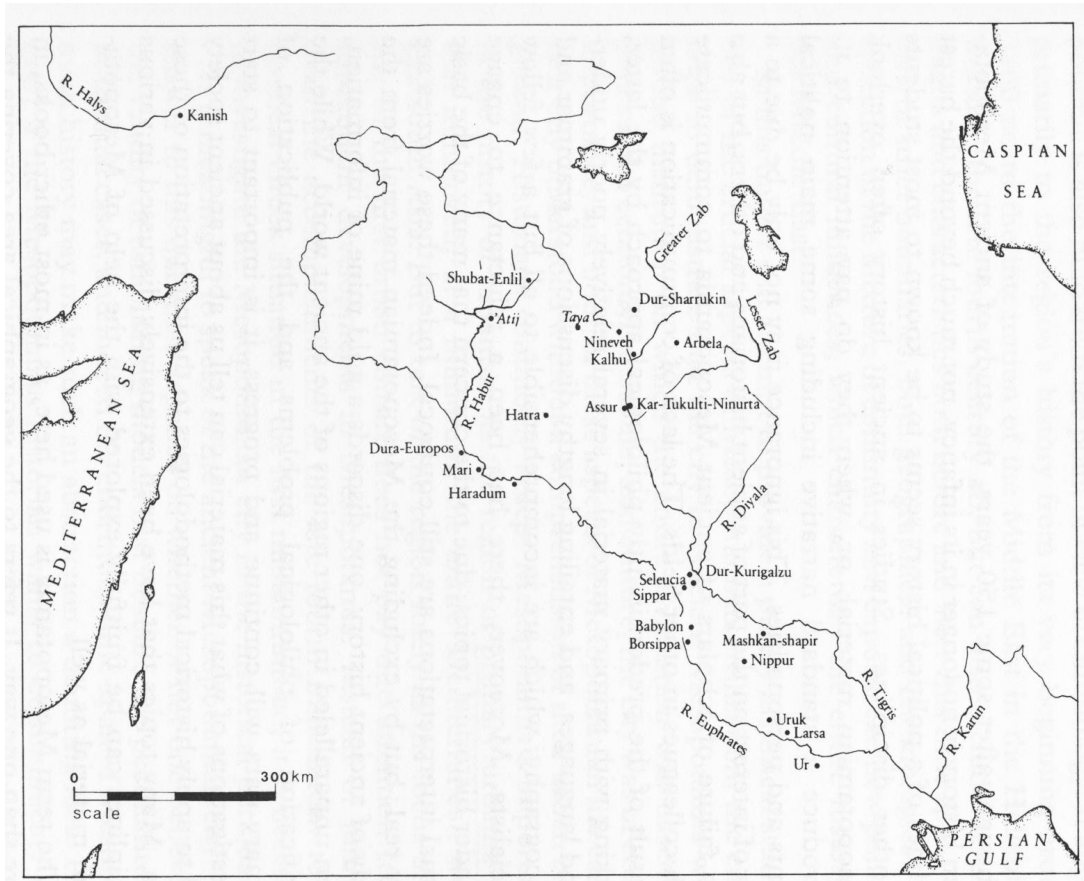 R. Halys
Kanish
CASPIAN
SEA
Greater Zab
Shubat-Enlil
Dur-Sharrukin
'Atij
Taya
Lesser Zab
Nineveh
Arbela
Kalhu
R. Habur
Hatra
Assur
Kar-Tukulti-Ninurta
MEDITERRANEAN SEA
Dura-Europos
Mari
Haradum
R. Diyala
Dur-Kurigalzu
Seleucia
Sippar
Babylon
Mashkan-shapir
Borsippa
Nippur
R. Tigris
R. Euphrates
Uruk
Larsa
R. Karun
Ur
0 300km
scale
PERSIAN
GULF